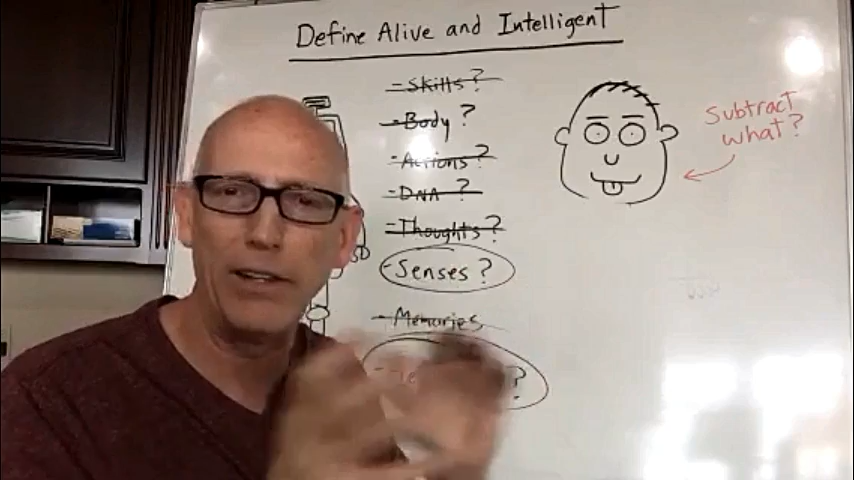 Define Alive and Intelligent
- Skills?
- Body?
- Actions?
- DNA?
- Thoughts?
- Senses?
- Memories
?
Subtract
what?